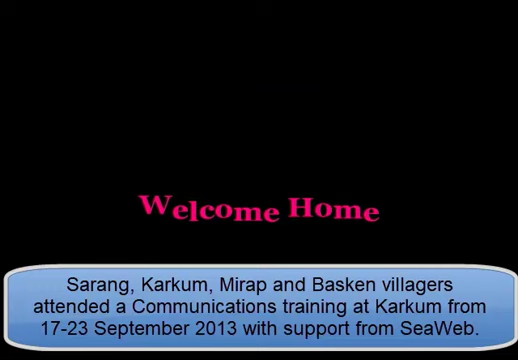 Welcome Home
Sarang, Karkum, Mirap and Basken villagers
attended a Communications training at Karkum from
17-23 September 2013 with support from SeaWeb.